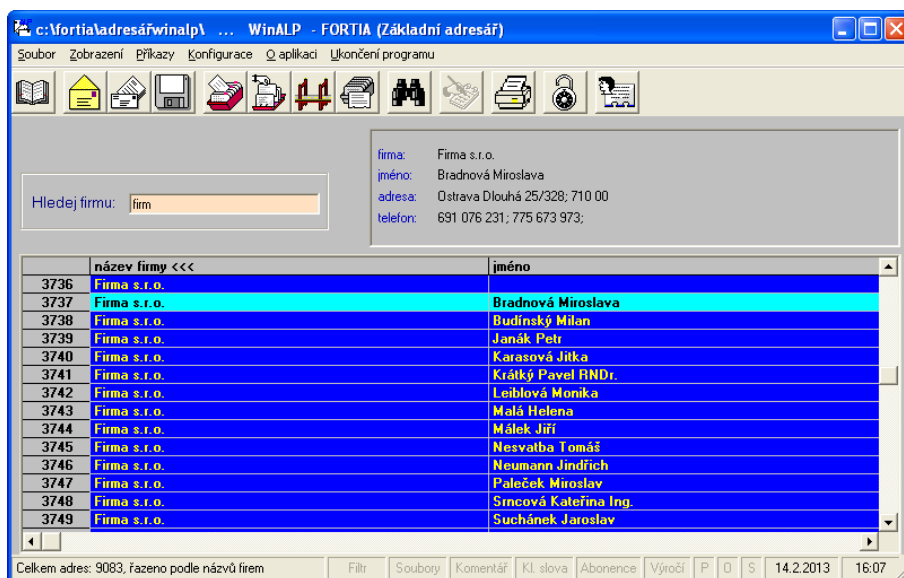 c:\fortia\adresářwinalp\ ... WinALP - FORTIA (Základní adresář)
Soubor Zobrazení Příkazy Konfigurace O aplikaci Ukončení programu
firma: Firma s.r.o.
jméno: Bradnová Miroslava
adresa: Ostrava Dlouhá 25/328; 710 00
telefon: 691 076 231; 775 673 973;
Hledej firmu: firm
název firmy <<< jméno
3736 Firma s.r.o.
3737 Firma s.r.o. Bradnová Miroslava
3738 Firma s.r.o. Budínský Milan
3739 Firma s.r.o. Janák Petr
3740 Firma s.r.o. Karasová Jitka
3741 Firma s.r.o. Krátký Pavel RNDr.
3742 Firma s.r.o. Leiblová Monika
3743 Firma s.r.o. Malá Helena
3744 Firma s.r.o. Málek Jiří
3745 Firma s.r.o. Nesvatba Tomáš
3746 Firma s.r.o. Neumann Jindřich
3747 Firma s.r.o. Paleček Miroslav
3748 Firma s.r.o. Srncová Kateřina Ing.
3749 Firma s.r.o. Suchánek Jaroslav
Celkem adres: 9083, řazeno podle názvů firem Filtr Soubory Komentář Kl. slova Abonence Výročí P O S 14.2.2013 16:07